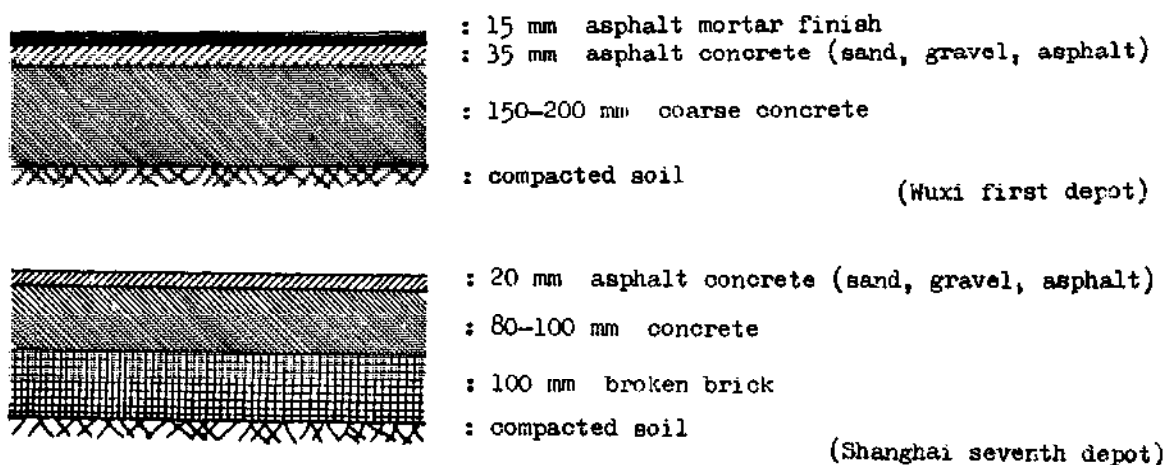 : 15 mm asphalt mortar finish
: 35 mm asphalt concrete (sand, gravel, asphalt)
: 150-200 mm coarse concrete
: compacted soil
(Wuxi first depot)
: 20 mm asphalt concrete (sand, gravel, asphalt)
: 80-100 mm concrete
: 100 mm broken brick
: compacted soil
(Shanghai seventh depot)